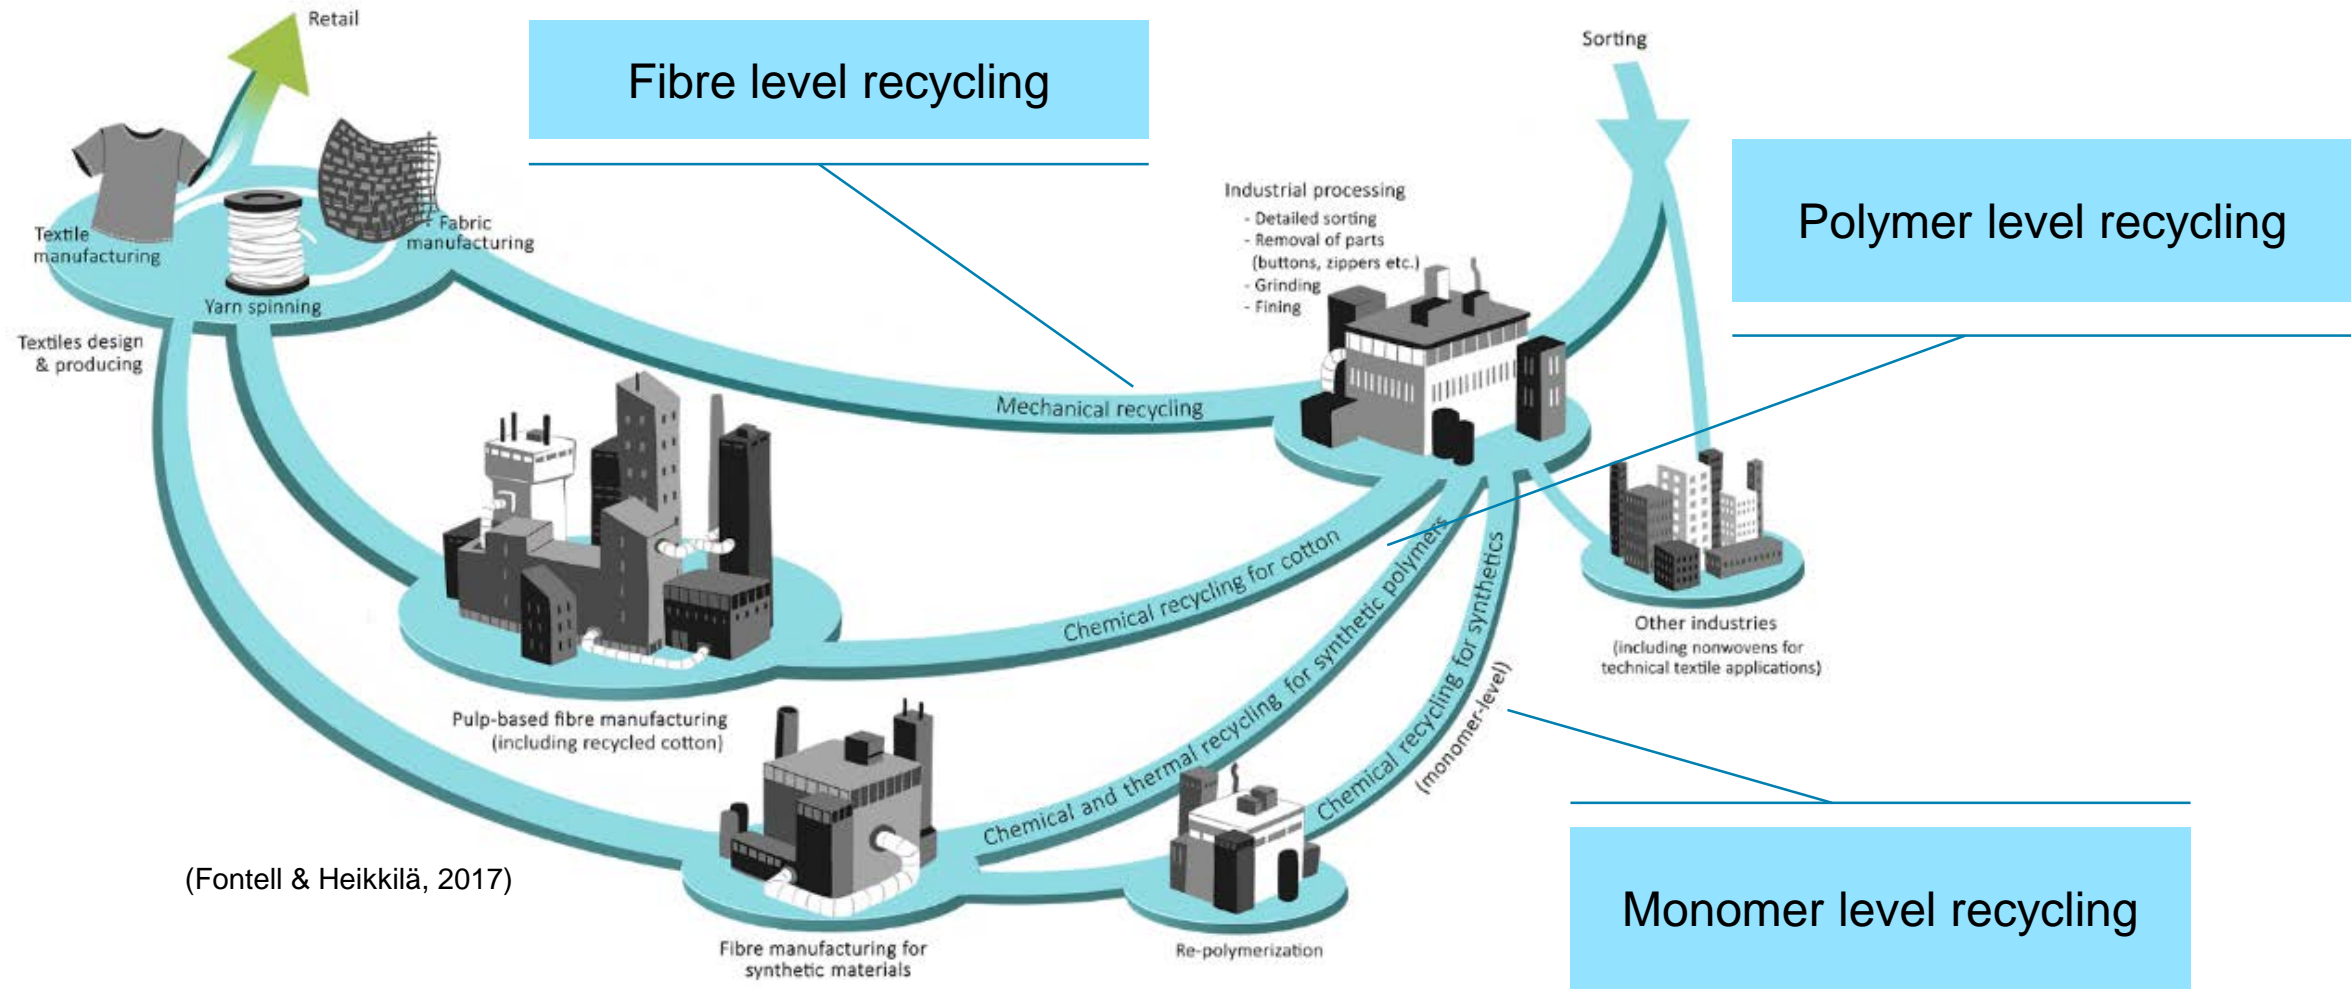 Retail
Fibre level recycling
Sorting
Polymer level recycling
Industrial processing
- Detailed sorting
- Removal of parts
(buttons, zippers etc.)
- Grinding
- Fining
Textile
manufacturing
- Fabric
manufacturing
Yarn spinning
Textiles design
& producing
Mechanical recycling
Chemical recycling for cotton
Chemical and thermal recycling for synthetic polymers
Chemical recycling for synthetics
(monomer-level)
Other industries
(including nonwovens for
technical textile applications)
Pulp-based fibre manufacturing
(including recycled cotton)
(Fontell & Heikkilä, 2017)
Monomer level recycling
Fibre manufacturing for
synthetic materials
Re-polymerization